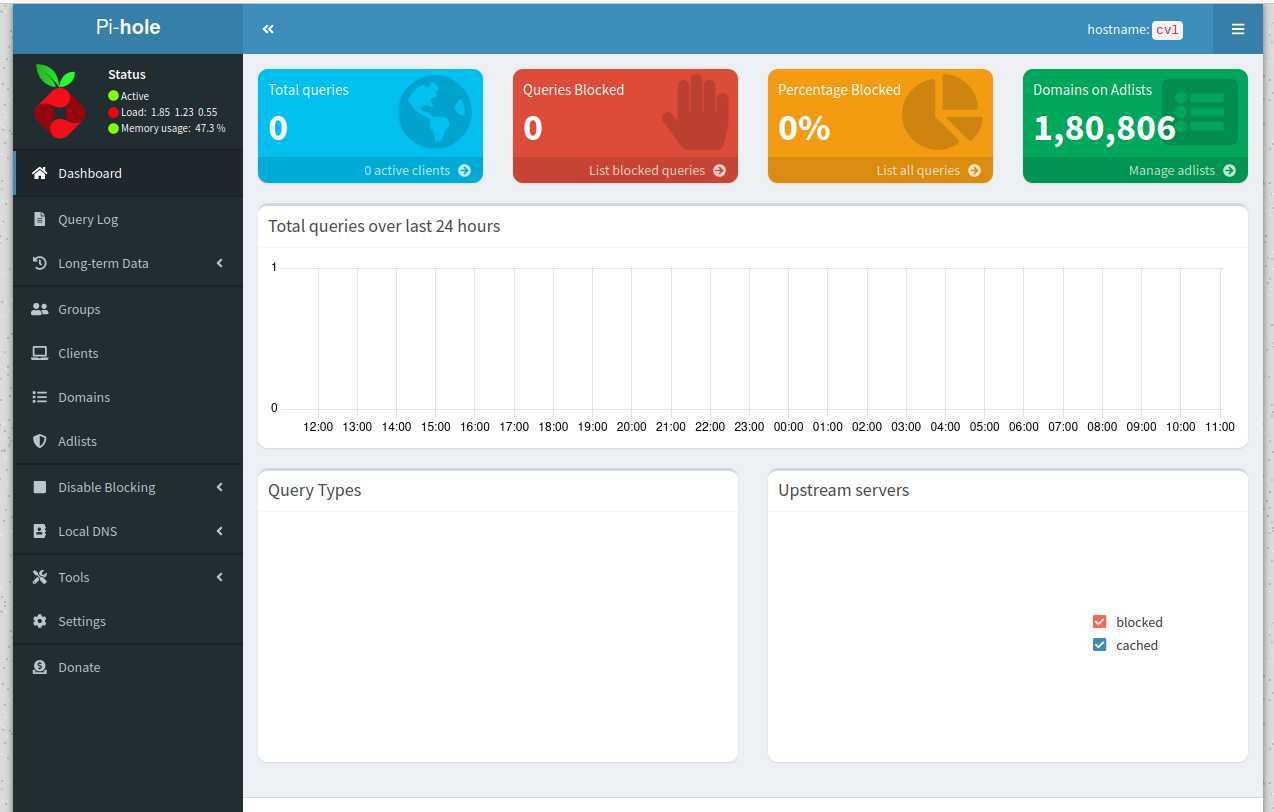 Pi-hole
hostname: cvl
Status
Active
Load: 1.85 1.23 0.55
Memory usage: 47.3 %
Dashboard
Query Log
Long-term Data
Groups
Clients
Domains
Adlists
Disable Blocking
Local DNS
Tools
Settings
Donate
Total queries
0
0 active clients
Queries Blocked
0
List blocked queries
Percentage Blocked
0%
List all queries
Domains on Adlists
1,80,806
Manage adlists
Total queries over last 24 hours
1
0
12:00 13:00 14:00 15:00 16:00 17:00 18:00 19:00 20:00 21:00 22:00 23:00 00:00 01:00 02:00 03:00 04:00 05:00 06:00 07:00 08:00 09:00 10:00 11:00
Query Types
Upstream servers
blocked
cached